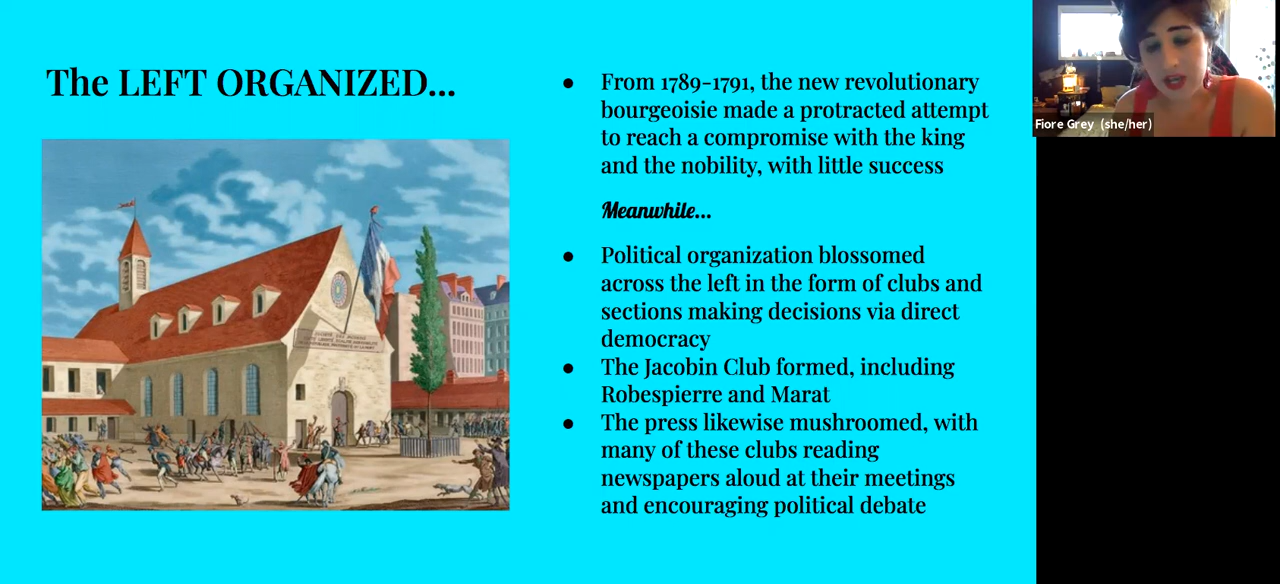 The LEFT ORGANIZED...
● From 1789-1791, the new revolutionary
bourgeoisie made a protracted attempt
to reach a compromise with the king
and the nobility, with little success
Meanwhile...
● Political organization blossomed
across the left in the form of clubs and
sections making decisions via direct
democracy
● The Jacobin Club formed, including
Robespierre and Marat
● The press likewise mushroomed, with
many of these clubs reading
newspapers aloud at their meetings
and encouraging political debate
Fiore Grey (she/her)